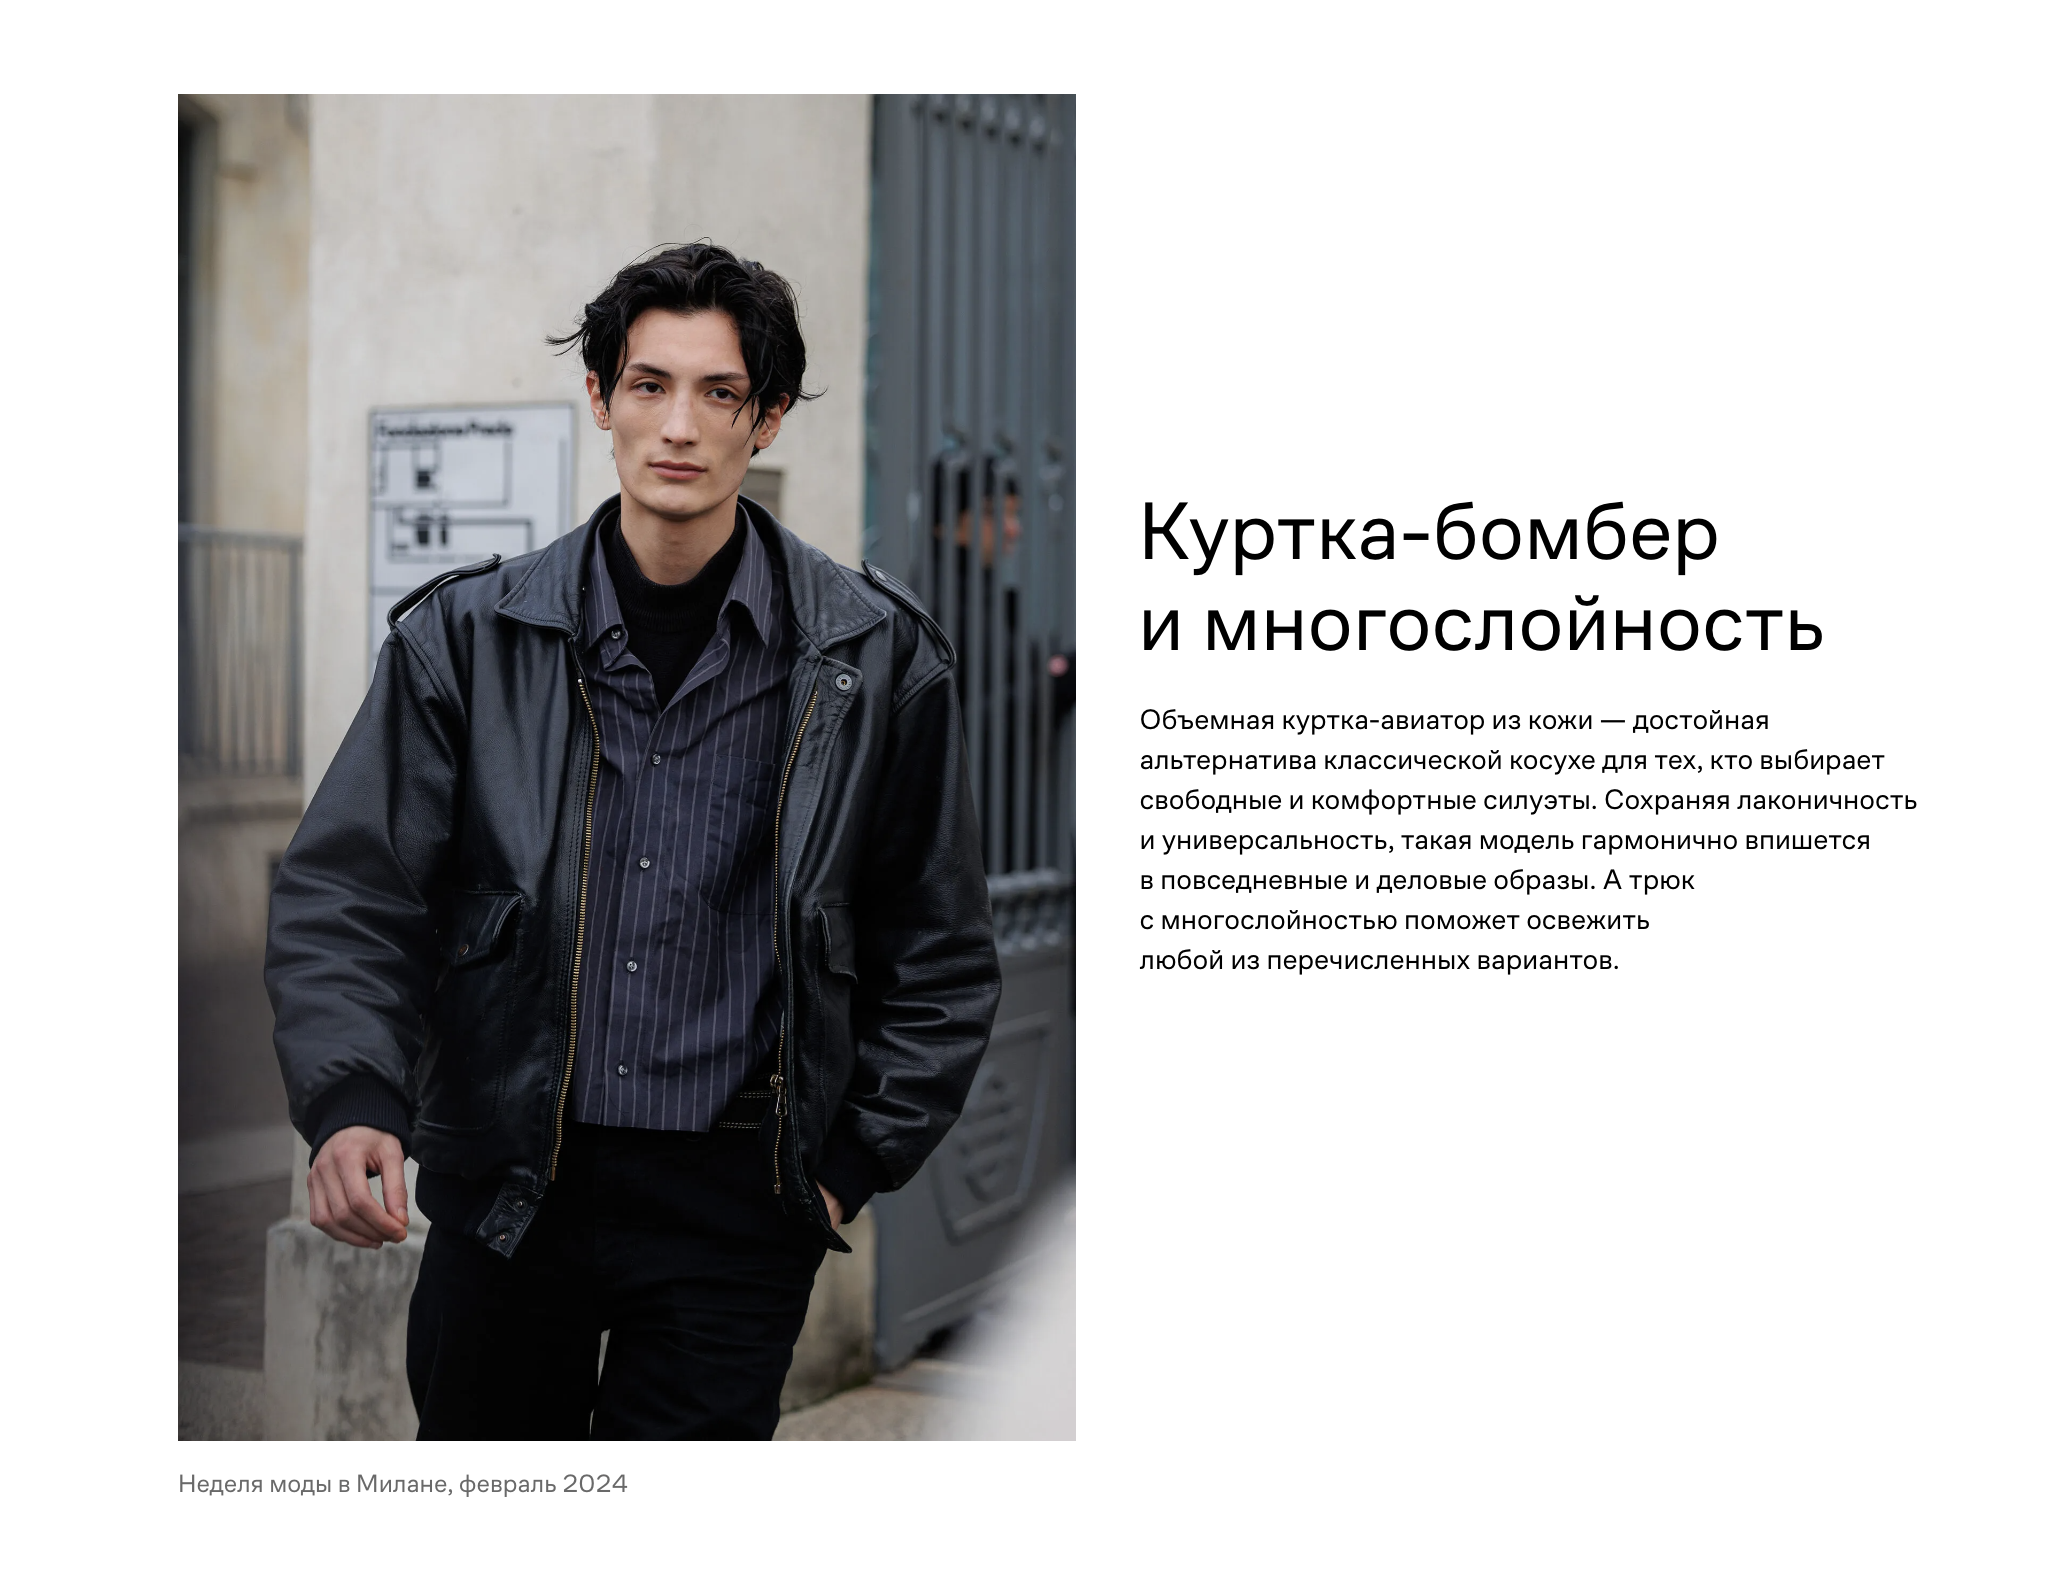 Fondazione Prada
Куртка-бомбер
и многослойность
Объемная куртка-авиатор из кожи — достойная
альтернатива классической косухе для тех, кто выбирает
свободные и комфортные силуэты. Сохраняя лаконичность
и универсальность, такая модель гармонично впишется
в повседневные и деловые образы. А трюк
с многослойностью поможет освежить
любой из перечисленных вариантов.
Неделя моды в Милане, февраль 2024